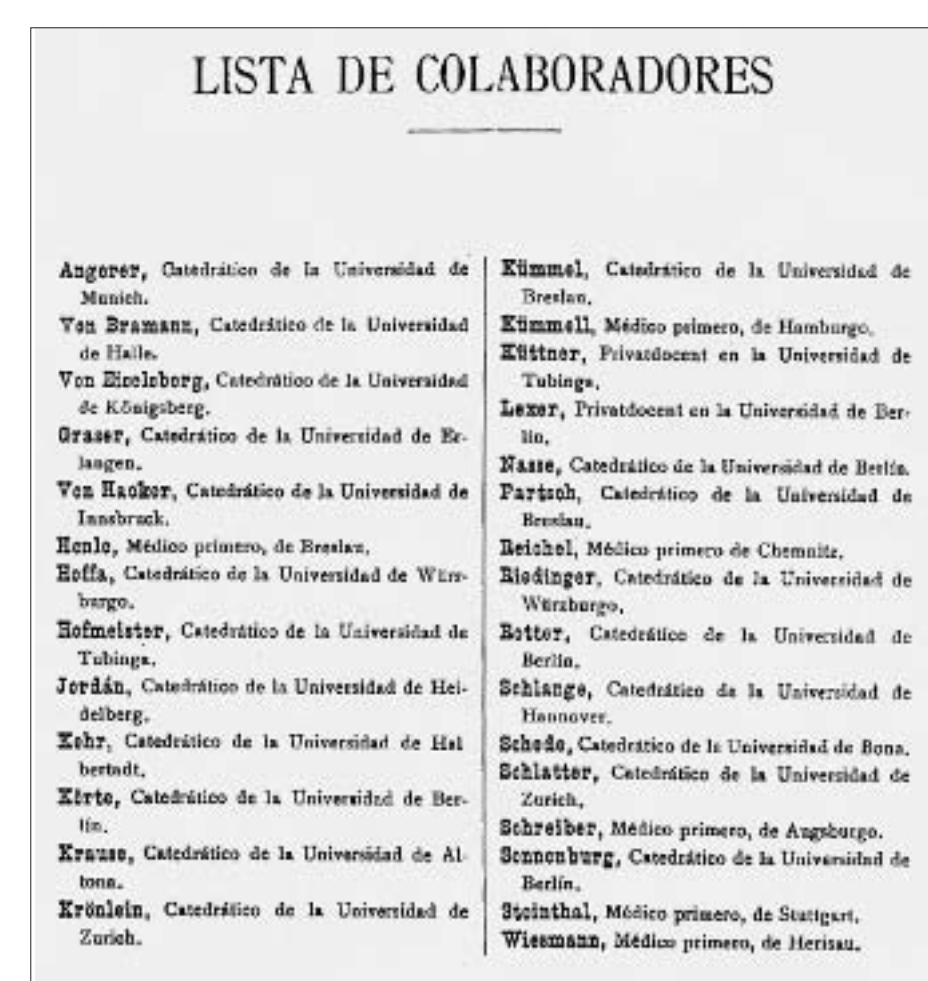 LISTA DE COLABORADORES
Angerer, Catedrático de la Universidad de
Munich.
Von Bramann, Catedrático de la Universidad
de Halle.
Von Eiselsberg, Catedrático de la Universidad
de Königsberg.
Graser, Catedrático de la Universidad de Er-
langen.
Von Hacker, Catedrático de la Universidad de
Innsbruck.
Henle, Médico primero, de Breslau.
Hoffa, Catedrático de la Universidad de Würz-
burgo.
Hofmeister, Catedrático de la Universidad de
Tubinga.
Jordán, Catedrático de la Universidad de Hei-
delberg.
Kehr, Catedrático de la Universidad de Hal
bertadt.
Körte, Catedrático de la Universidad de Ber-
lín.
Krause, Catedrático de la Universidad de Al-
tona.
Krönlein, Catedrático de la Universidad de
Zurich.
Kümmel, Catedrático de la Universidad de
Breslau.
Kümmell, Médico primero, de Hamburgo.
Küttner, Privatdocent en la Universidad de
Tubinga.
Lexer, Privatdocent en la Universidad de Ber-
lin.
Nasse, Catedrático de la Universidad de Berlín.
Partsch, Catedrático de la Universidad de
Breslau.
Reichel, Médico primero de Chemnitz.
Riedinger, Catedrático de la Universidad de
Würzburgo.
Rotter, Catedrático de la Universidad de
Berlin.
Schlange, Catedrático de la Universidad de
Hannover.
Schede, Catedrático de la Universidad de Bona.
Schlatter, Catedrático de la Universidad de
Zurich.
Schreiber, Médico primero, de Augsburgo.
Sonnenburg, Catedrático de la Universidad de
Berlín.
Steinthal, Médico primero, de Stuttgart.
Wiesmann, Médico primero, de Herisau.